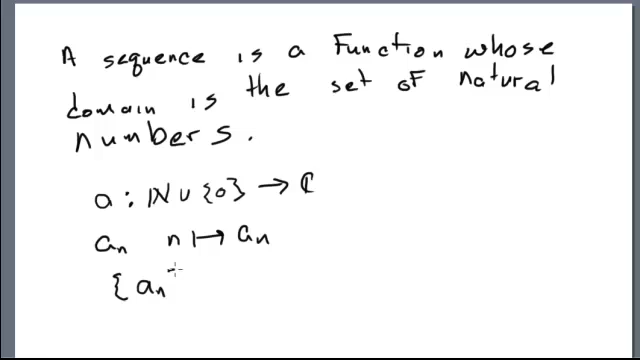 A sequence is a Function whose
domain is the set of natural
numbers.
a : ℕ ∪ {0} → ℂ
aₙ n ↦ aₙ
{ aₙ